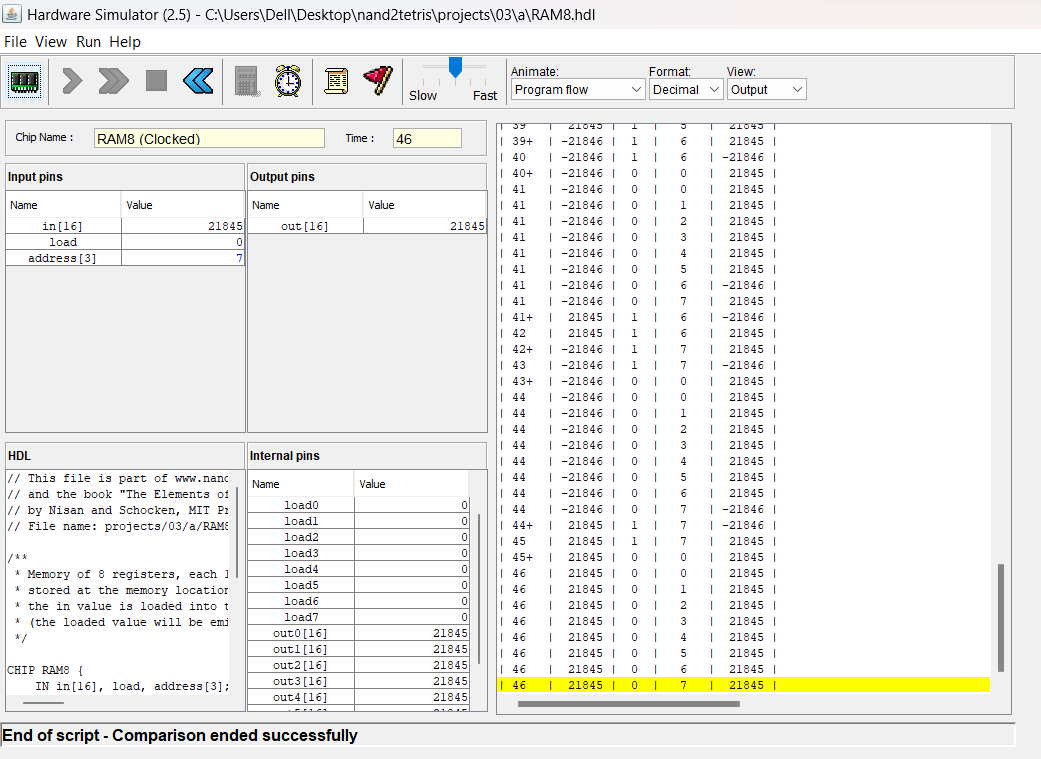 Hardware Simulator (2.5) - C:\Users\Dell\Desktop\nand2tetris\projects\03\a\RAM8.hdl
File View Run Help
Slow Fast
Animate: Format: View:
Program flow Decimal Output
Chip Name : RAM8 (Clocked) Time : 46
Input pins
Name Value
in[16] 21845
load 0
address[3] 7
Output pins
Name Value
out[16] 21845
HDL
// This file is part of www.nand
// and the book "The Elements of
// by Nisan and Schocken, MIT Pr
// File name: projects/03/a/RAM8
/**
* Memory of 8 registers, each 1
* stored at the memory location
* the in value is loaded into t
* (the loaded value will be emi
*/
CHIP RAM8 {
IN in[16], load, address[3];
Internal pins
Name Value
load0 0
load1 0
load2 0
load3 0
load4 0
load5 0
load6 0
load7 0
out0[16] 21845
out1[16] 21845
out2[16] 21845
out3[16] 21845
out4[16] 21845
| 39 | 21845 | 1 | 5 | 21845 |
| 39+ | -21846 | 1 | 6 | 21845 |
| 40 | -21846 | 1 | 6 | -21846 |
| 40+ | -21846 | 0 | 0 | 21845 |
| 41 | -21846 | 0 | 0 | 21845 |
| 41 | -21846 | 0 | 1 | 21845 |
| 41 | -21846 | 0 | 2 | 21845 |
| 41 | -21846 | 0 | 3 | 21845 |
| 41 | -21846 | 0 | 4 | 21845 |
| 41 | -21846 | 0 | 5 | 21845 |
| 41 | -21846 | 0 | 6 | -21846 |
| 41 | -21846 | 0 | 7 | 21845 |
| 41+ | 21845 | 1 | 6 | -21846 |
| 42 | 21845 | 1 | 6 | 21845 |
| 42+ | -21846 | 1 | 7 | 21845 |
| 43 | -21846 | 1 | 7 | -21846 |
| 43+ | -21846 | 0 | 0 | 21845 |
| 44 | -21846 | 0 | 0 | 21845 |
| 44 | -21846 | 0 | 1 | 21845 |
| 44 | -21846 | 0 | 2 | 21845 |
| 44 | -21846 | 0 | 3 | 21845 |
| 44 | -21846 | 0 | 4 | 21845 |
| 44 | -21846 | 0 | 5 | 21845 |
| 44 | -21846 | 0 | 6 | 21845 |
| 44 | -21846 | 0 | 7 | -21846 |
| 44+ | 21845 | 1 | 7 | -21846 |
| 45 | 21845 | 1 | 7 | 21845 |
| 45+ | 21845 | 0 | 0 | 21845 |
| 46 | 21845 | 0 | 0 | 21845 |
| 46 | 21845 | 0 | 1 | 21845 |
| 46 | 21845 | 0 | 2 | 21845 |
| 46 | 21845 | 0 | 3 | 21845 |
| 46 | 21845 | 0 | 4 | 21845 |
| 46 | 21845 | 0 | 5 | 21845 |
| 46 | 21845 | 0 | 6 | 21845 |
| 46 | 21845 | 0 | 7 | 21845 |
End of script - Comparison ended successfully